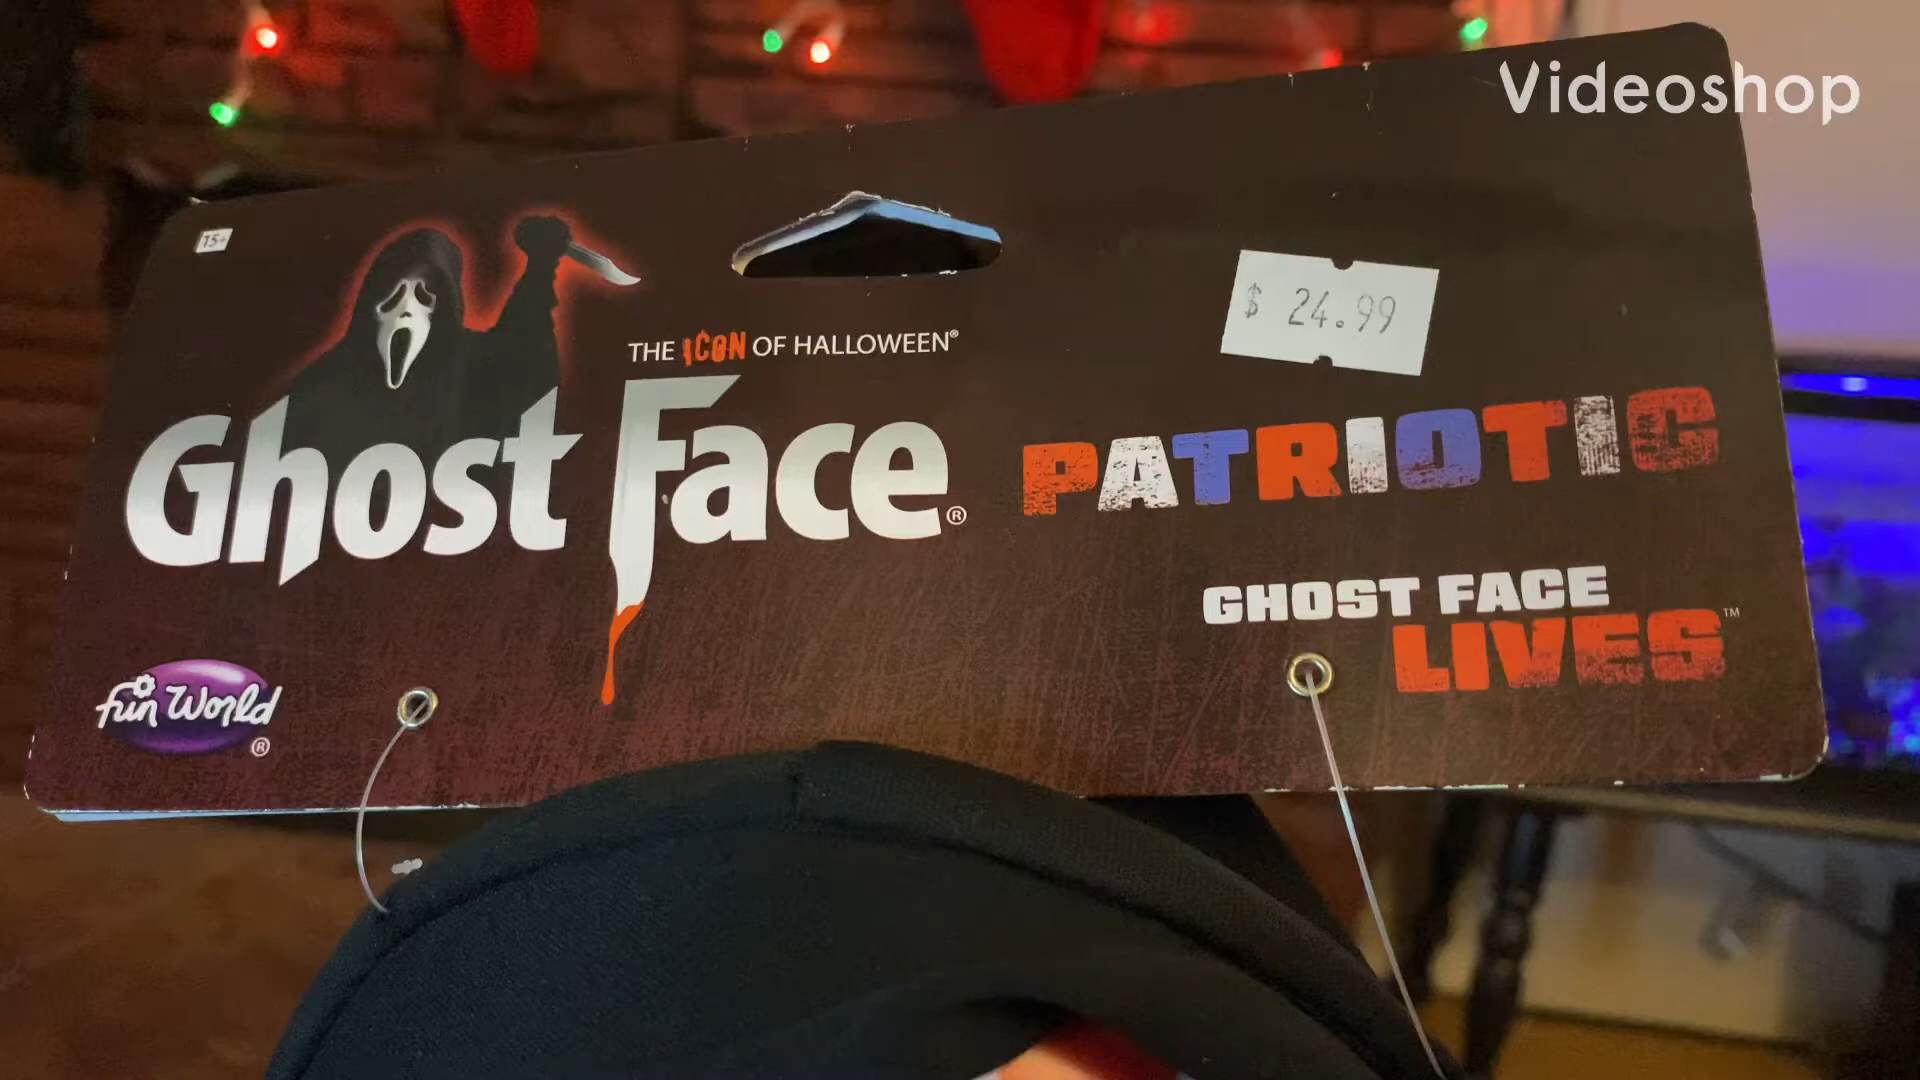 Videoshop
15+
$ 24.99
THE ICON OF HALLOWEEN®
Ghost Face®
PATRIOTIC
GHOST FACE
LIVES™
fun World®